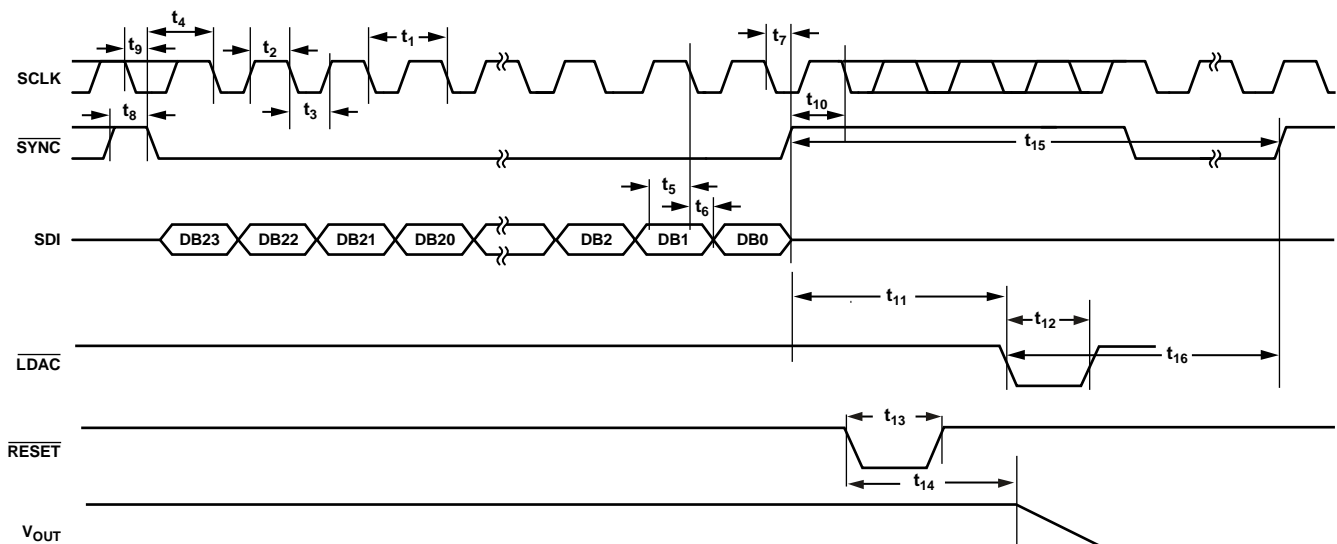 t4
t9
t2
t1
t7
SCLK
t8
t3
t10
SYNC
t15
t5
t6
SDI
DB23
DB22
DB21
DB20
DB2
DB1
DB0
t11
t12
LDAC
t16
t13
RESET
t14
VOUT